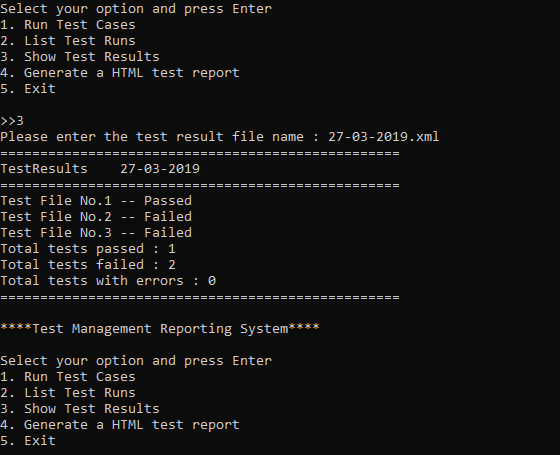 Select your option and press Enter
1. Run Test Cases
2. List Test Runs
3. Show Test Results
4. Generate a HTML test report
5. Exit
>>3
Please enter the test result file name : 27-03-2019.xml
==================================================
TestResults    27-03-2019
==================================================
Test File No.1 -- Passed
Test File No.2 -- Failed
Test File No.3 -- Failed
Total tests passed : 1
Total tests failed : 2
Total tests with errors : 0
==================================================
****Test Management Reporting System****
Select your option and press Enter
1. Run Test Cases
2. List Test Runs
3. Show Test Results
4. Generate a HTML test report
5. Exit